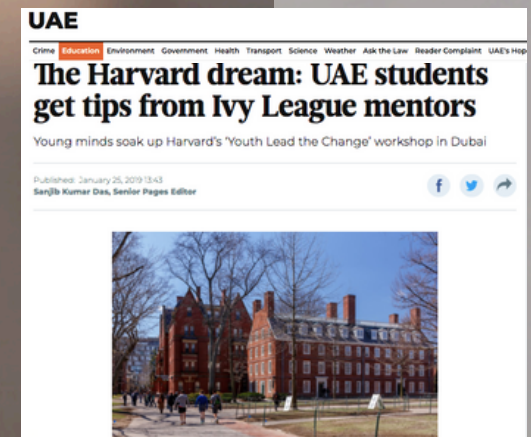 UAE
Crime Education Environment Government Health Transport Science Weather Ask the Law Reader Complaint UAE's Hop
The Harvard dream: UAE students
get tips from Ivy League mentors
Young minds soak up Harvard's 'Youth Lead the Change' workshop in Dubai
Published: January 25, 2019 13:43
Sanjib Kumar Das, Senior Pages Editor